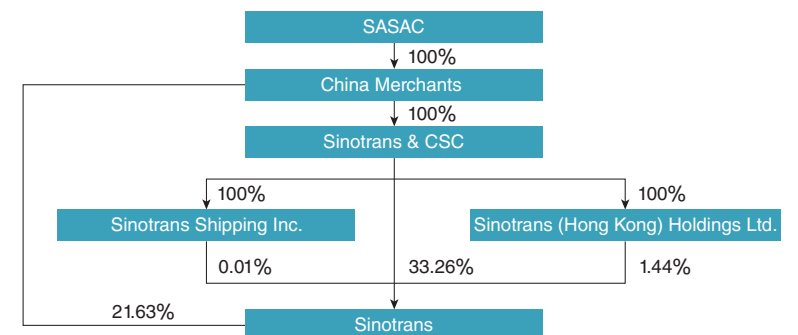 SASAC
100%
China Merchants
100%
Sinotrans & CSC
100%
100%
Sinotrans Shipping Inc.
Sinotrans (Hong Kong) Holdings Ltd.
0.01%
33.26%
1.44%
21.63%
Sinotrans